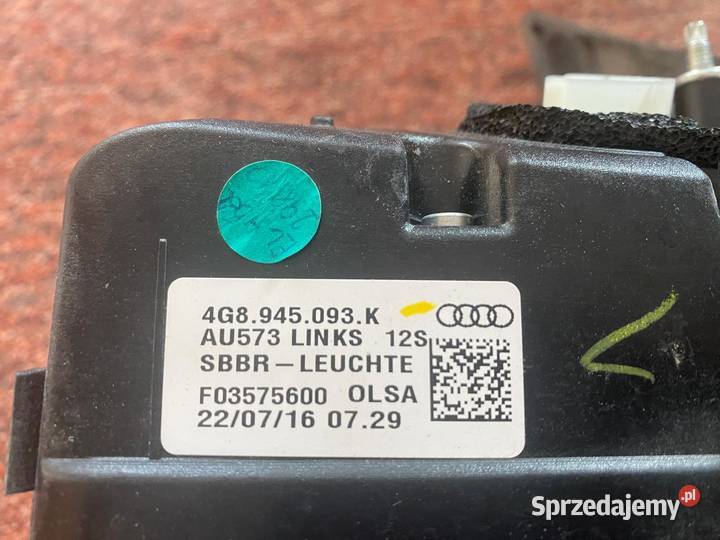 4G8.945.093.K
AU573 LINKS 12S
SBBR-LEUCHTE
F03575600 OLSA
22/07/16 07.29
Sprzedajemy.pl